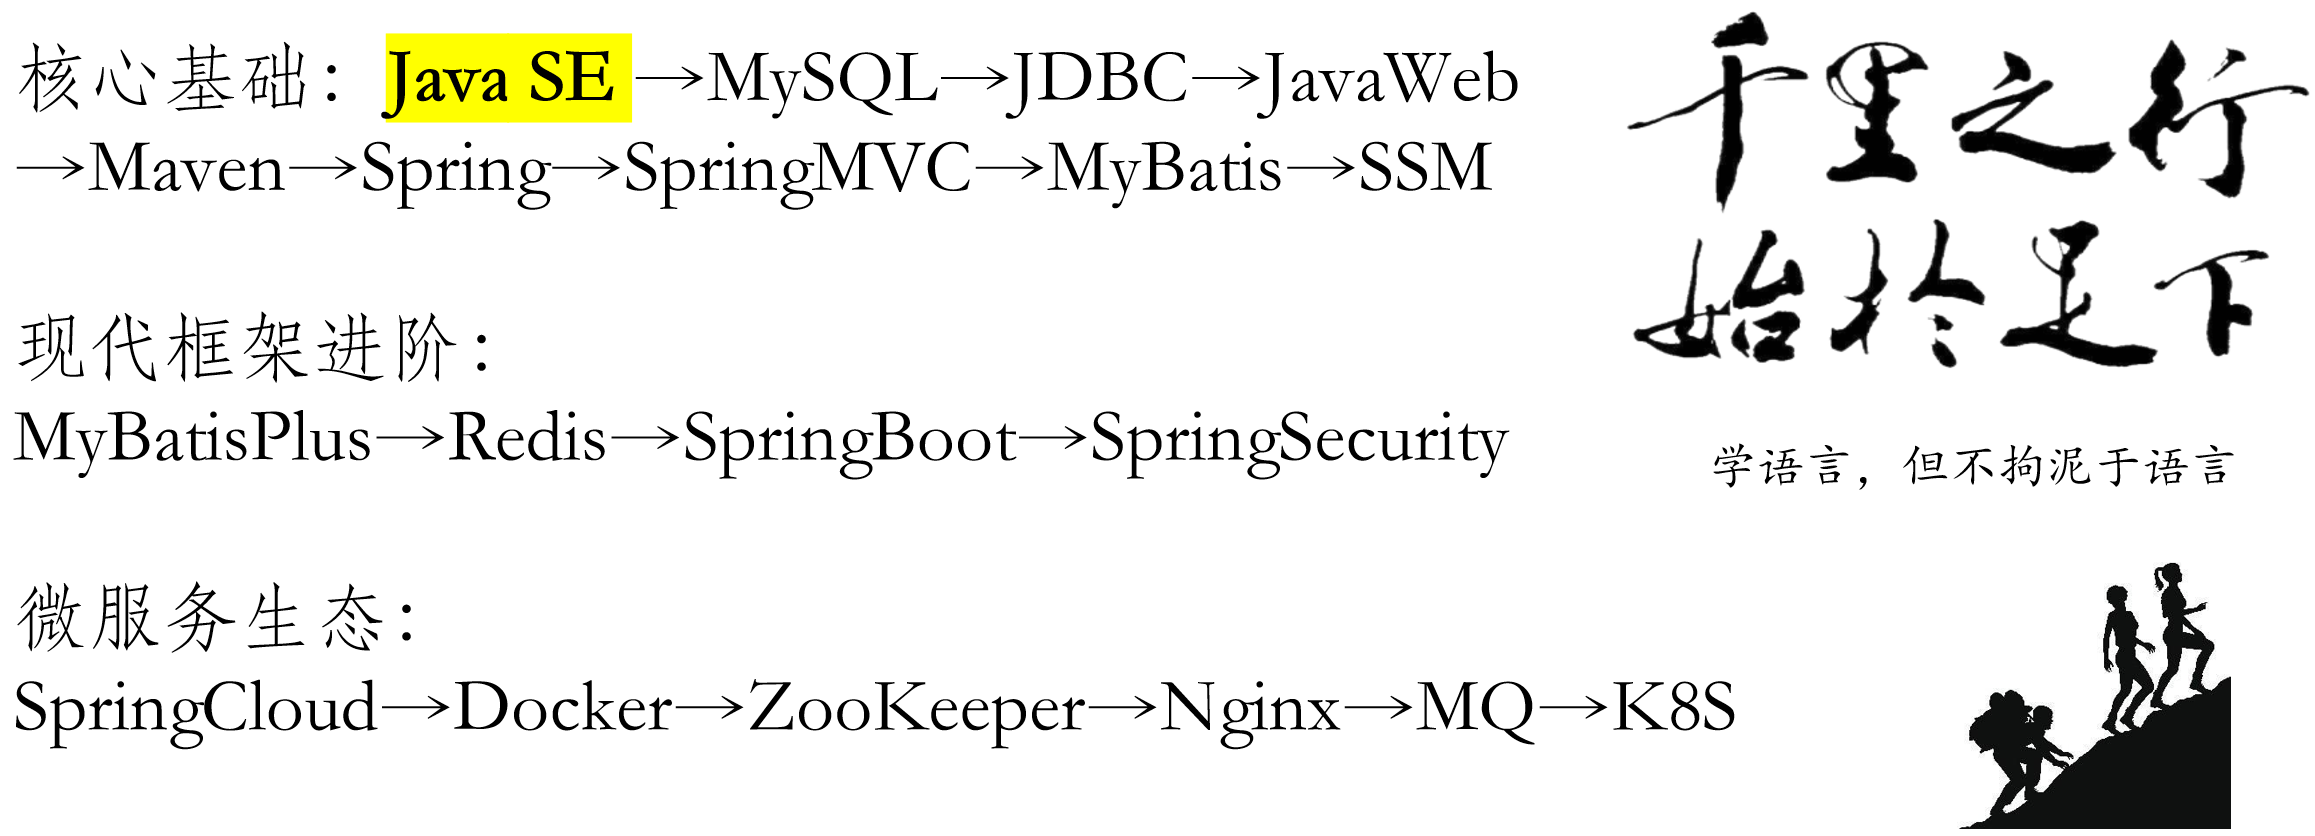 核心基础：Java SE→MySQL→JDBC→JavaWeb
→Maven→Spring→SpringMVC→MyBatis→SSM
现代框架进阶：
MyBatisPlus→Redis→SpringBoot→SpringSecurity
微服务生态：
SpringCloud→Docker→ZooKeeper→Nginx→MQ→K8S
千里之行
始於足下
学语言，但不拘泥于语言